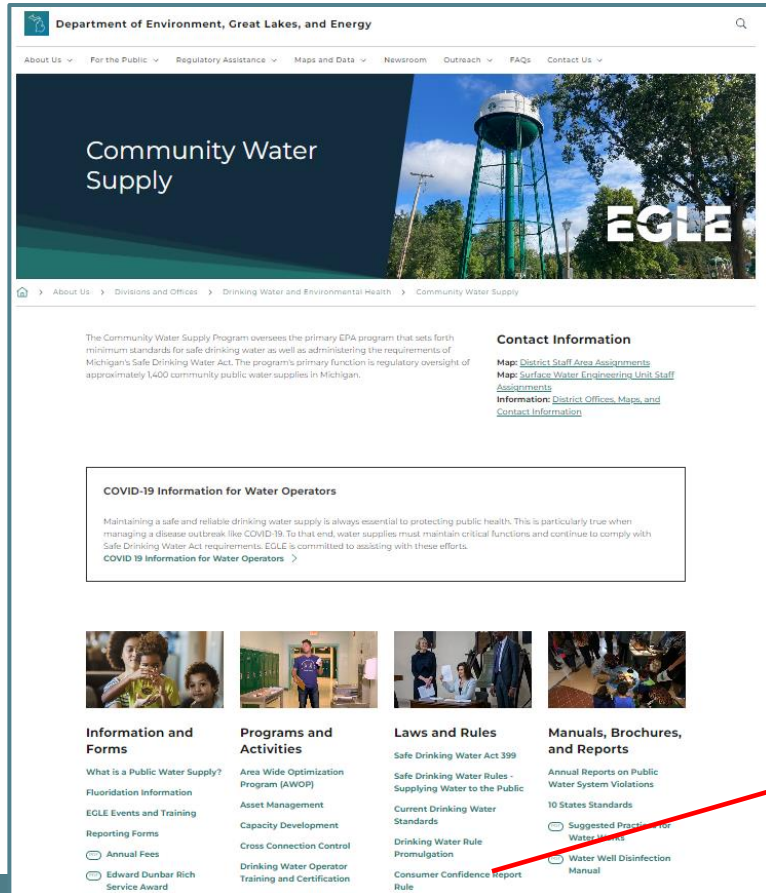 Department of Environment, Great Lakes, and Energy
About Us
For the Public
Regulatory Assistance
Maps and Data
Newsroom
Outreach
FAQs
Contact Us
Community Water
Supply
EGLE
About Us > Divisions and Offices > Drinking Water and Environmental Health > Community Water Supply
The Community Water Supply Program oversees the primary EPA program that sets forth
minimum standards for safe drinking water as well as administering the requirements of
Michigan's Safe Drinking Water Act. The program's primary function is regulatory oversight of
approximately 1,400 community public water supplies in Michigan.
Contact Information
Map: District Staff Area Assignments
Map: Surface Water Engineering Unit Staff
Assignments
Information: District Offices, Maps, and
Contact Information
COVID-19 Information for Water Operators
Maintaining a safe and reliable drinking water supply is always essential to protecting public health. This is particularly true when
managing a disease outbreak like COVID-19. To that end, water supplies must maintain critical functions and continue to comply with
Safe Drinking Water Act requirements. EGLE is committed to assisting with these efforts.
COVID 19 Information for Water Operators >
Information and
Forms
What is a Public Water Supply?
Fluoridation Information
EGLE Events and Training
Reporting Forms
Annual Fees
Edward Dunbar Rich
Service Award
Programs and
Activities
Area Wide Optimization
Program (AWOP)
Asset Management
Capacity Development
Cross Connection Control
Drinking Water Operator
Training and Certification
Laws and Rules
Safe Drinking Water Act 399
Safe Drinking Water Rules -
Supplying Water to the Public
Current Drinking Water
Standards
Drinking Water Rule
Promulgation
Consumer Confidence Report
Rule
Manuals, Brochures,
and Reports
Annual Reports on Public
Water System Violations
10 States Standards
Suggested Practices for
Water Works
Water Well Disinfection
Manual